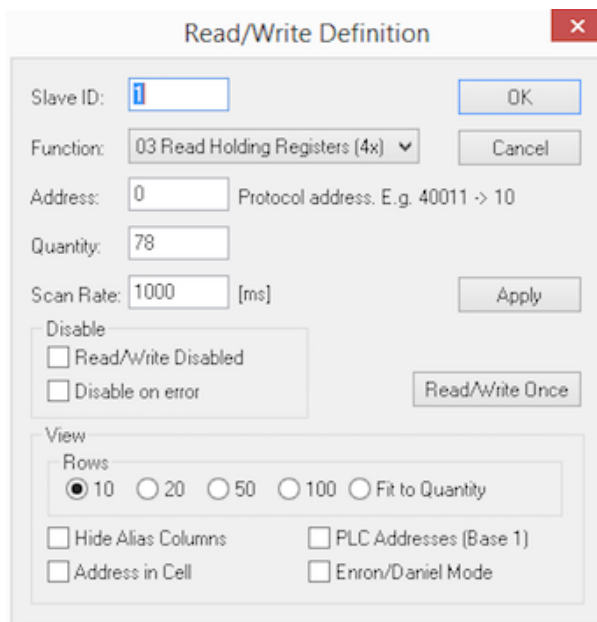 Read/Write Definition
Slave ID: 1 OK
Function: 03 Read Holding Registers (4x) Cancel
Address: 0 Protocol address. E.g. 40011 -> 10
Quantity: 78
Scan Rate: 1000 [ms] Apply
Disable
Read/Write Disabled
Disable on error
Read/Write Once
View
Rows
10 20 50 100 Fit to Quantity
Hide Alias Columns PLC Addresses (Base 1)
Address in Cell Enron/Daniel Mode